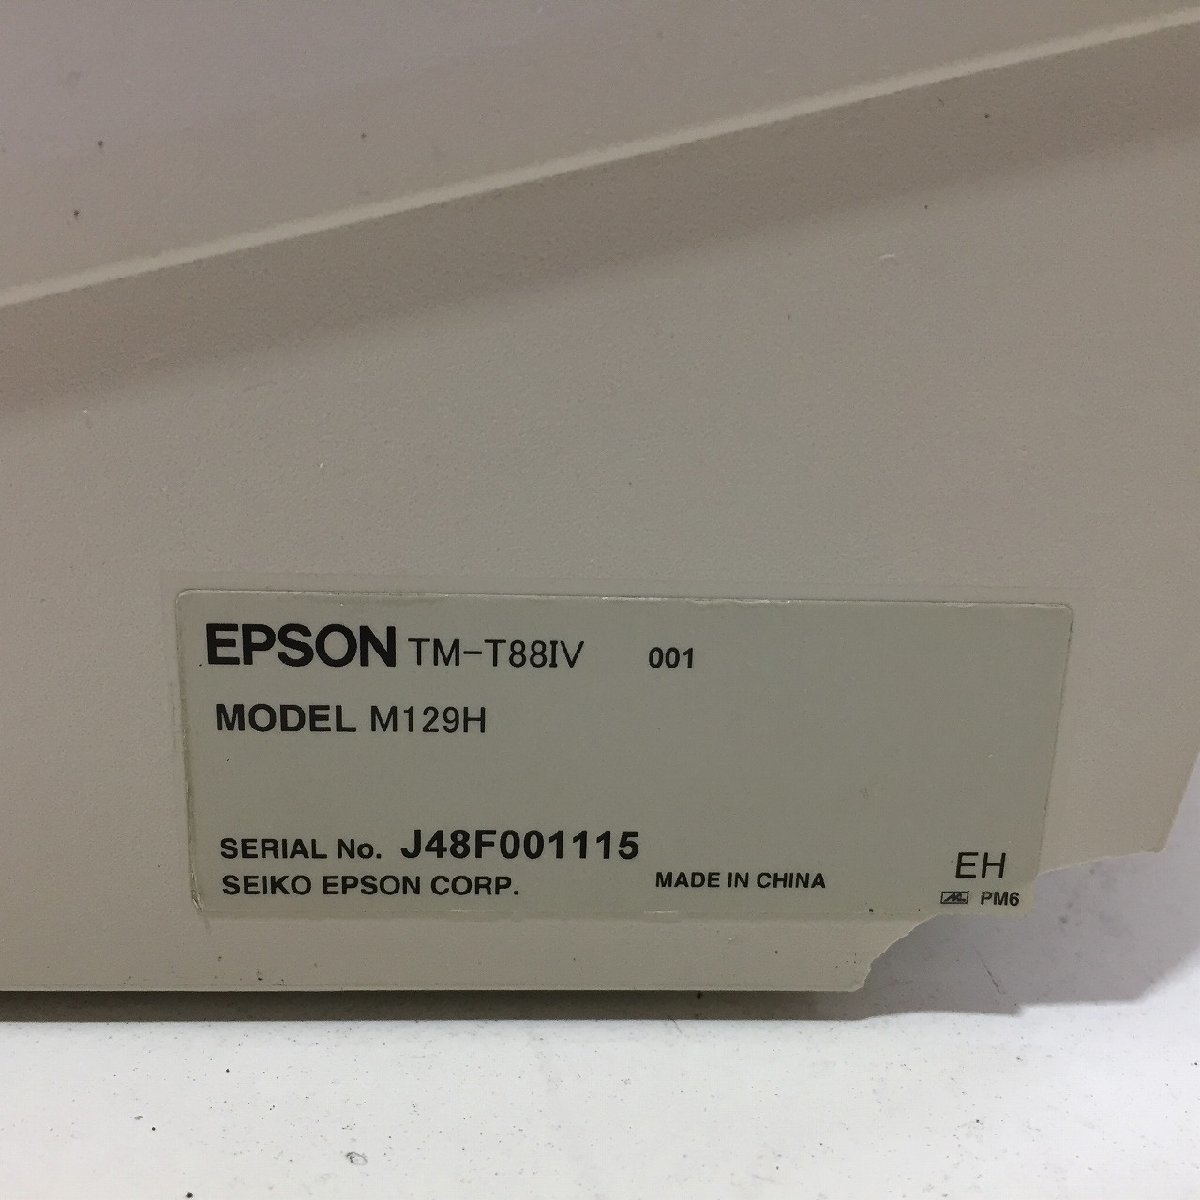 EPSON TM-T88IV 001
MODEL M129H
SERIAL No. J48F001115
SEIKO EPSON CORP. MADE IN CHINA
EH
PM6